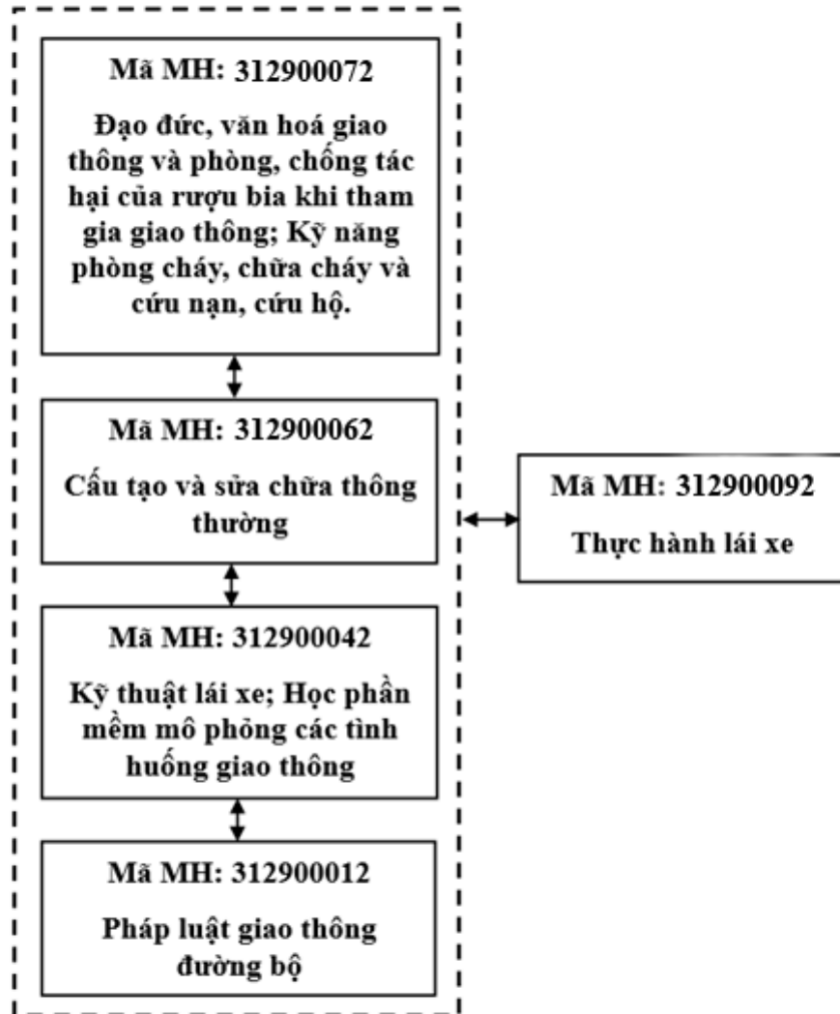 Mã MH: 312900072
Đạo đức, văn hoá giao
thông và phòng, chống tác
hại của rượu bia khi tham
gia giao thông; Kỹ năng
phòng cháy, chữa cháy và
cứu nạn, cứu hộ.
Mã MH: 312900062
Cấu tạo và sửa chữa thông
thường
Mã MH: 312900042
Kỹ thuật lái xe; Học phần
mềm mô phỏng các tình
huống giao thông
Mã MH: 312900012
Pháp luật giao thông
đường bộ
Mã MH: 312900092
Thực hành lái xe